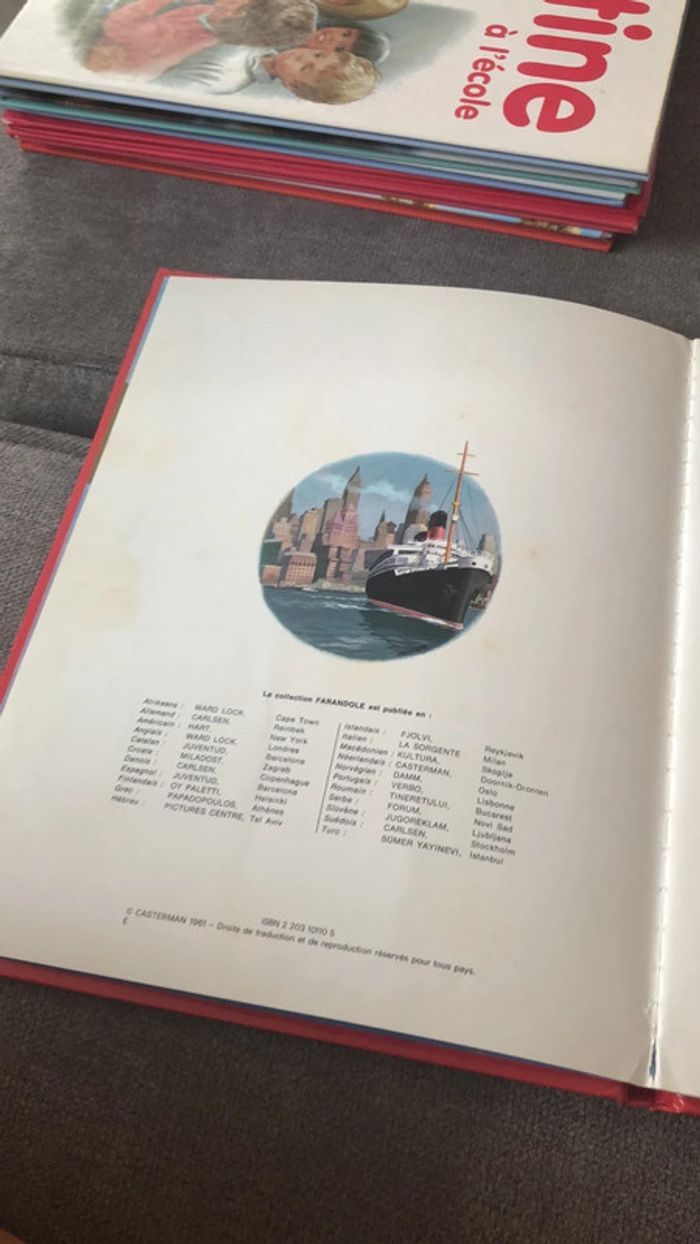 tine
à l'école
La collection FARANDOLE est publiée en :
Afrikaans : WARD LOCK, Cape Town
Allemand : CARLSEN, Reinbek
Américain : HART, New York
Anglais : WARD LOCK, Londres
Catalan : JUVENTUD, Barcelone
Croate : MLADOST, Zagreb
Danois : CARLSEN, Copenhague
Espagnol : JUVENTUD, Barcelone
Finlandais : OY PALETTI, Helsinki
Grec : PAPADOPOULOS, Athènes
Hébreu : PICTURES CENTRE, Tel Aviv
Islandais : FJOLVI, Reykjavik
Italien : LA SORGENTE Milan
Macédonien : KULTURA, Skoplje
Néerlandais : CASTERMAN, Doornik-Dronten
Norvégien : DAMM, Oslo
Portugais : VERBO, Lisbonne
Roumain : TINERETULUI, Bucarest
Serbe : FORUM, Novi Sad
Slovène : JUGOREKLAM, Ljubljana
Suédois : CARLSEN, Stockholm
Turc : SÜMER YAYINEVI, Istanbul
ISBN 2 203 10110 5
© CASTERMAN 1961 – Droits de traduction et de reproduction réservés pour tous pays.
E